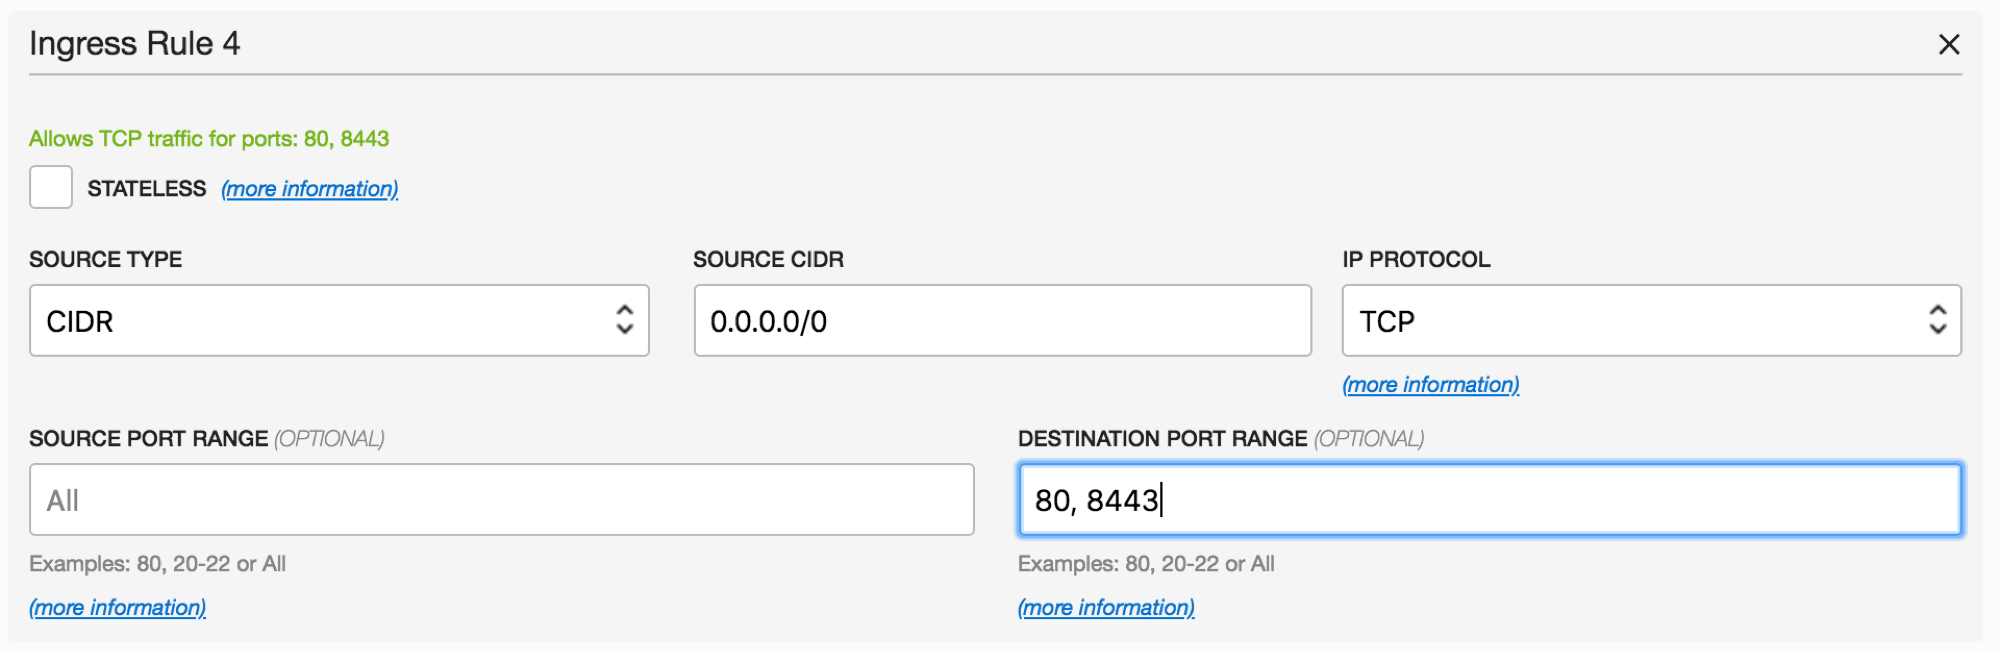 Ingress Rule 4
Allows TCP traffic for ports: 80, 8443
STATELESS (more information)
SOURCE TYPE SOURCE CIDR IP PROTOCOL
CIDR 0.0.0.0/0 TCP
(more information)
SOURCE PORT RANGE (OPTIONAL) DESTINATION PORT RANGE (OPTIONAL)
All 80, 8443
Examples: 80, 20-22 or All Examples: 80, 20-22 or All
(more information) (more information)